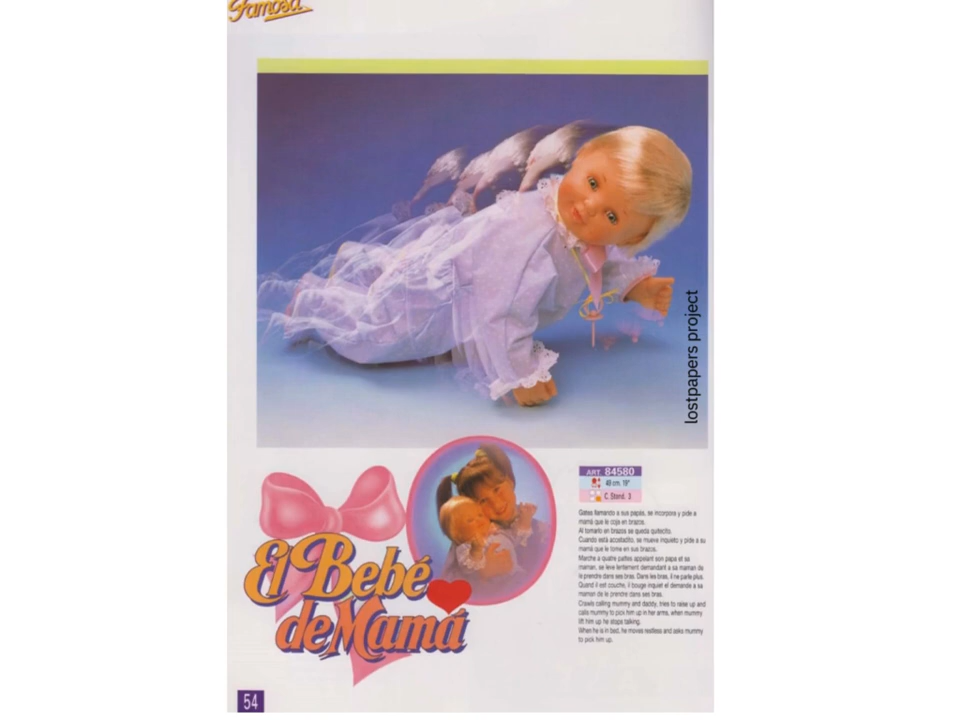 Famosa
lostpapers project
El Bebé
de Mamá
ART. 84580
48 cm. 19"
C. Stand. 3
Gatea llamando a sus papás, se incorpora y pide a
mamá que le coja en brazos.
Al tomarlo en brazos se queda quitecito.
Cuando está acostadito, se mueve inquieto y pide a su
mamá que le tome en sus brazos.
Marche a quatre pattes appelant son papa et sa
maman, se leve lentement demandant a sa maman de
le prendre dans ses bras. Dans les bras, il ne parle plus.
Quand il est couche, il bouge inquiet et demande a sa
maman de le prendre dans ses bras.
Crawls calling mummy and daddy, tries to raise up and
calls mummy to pick him up in her arms, when mummy
lift him up he stops talking.
When he is in bed, he moves restless and asks mummy
to pick him up.
54